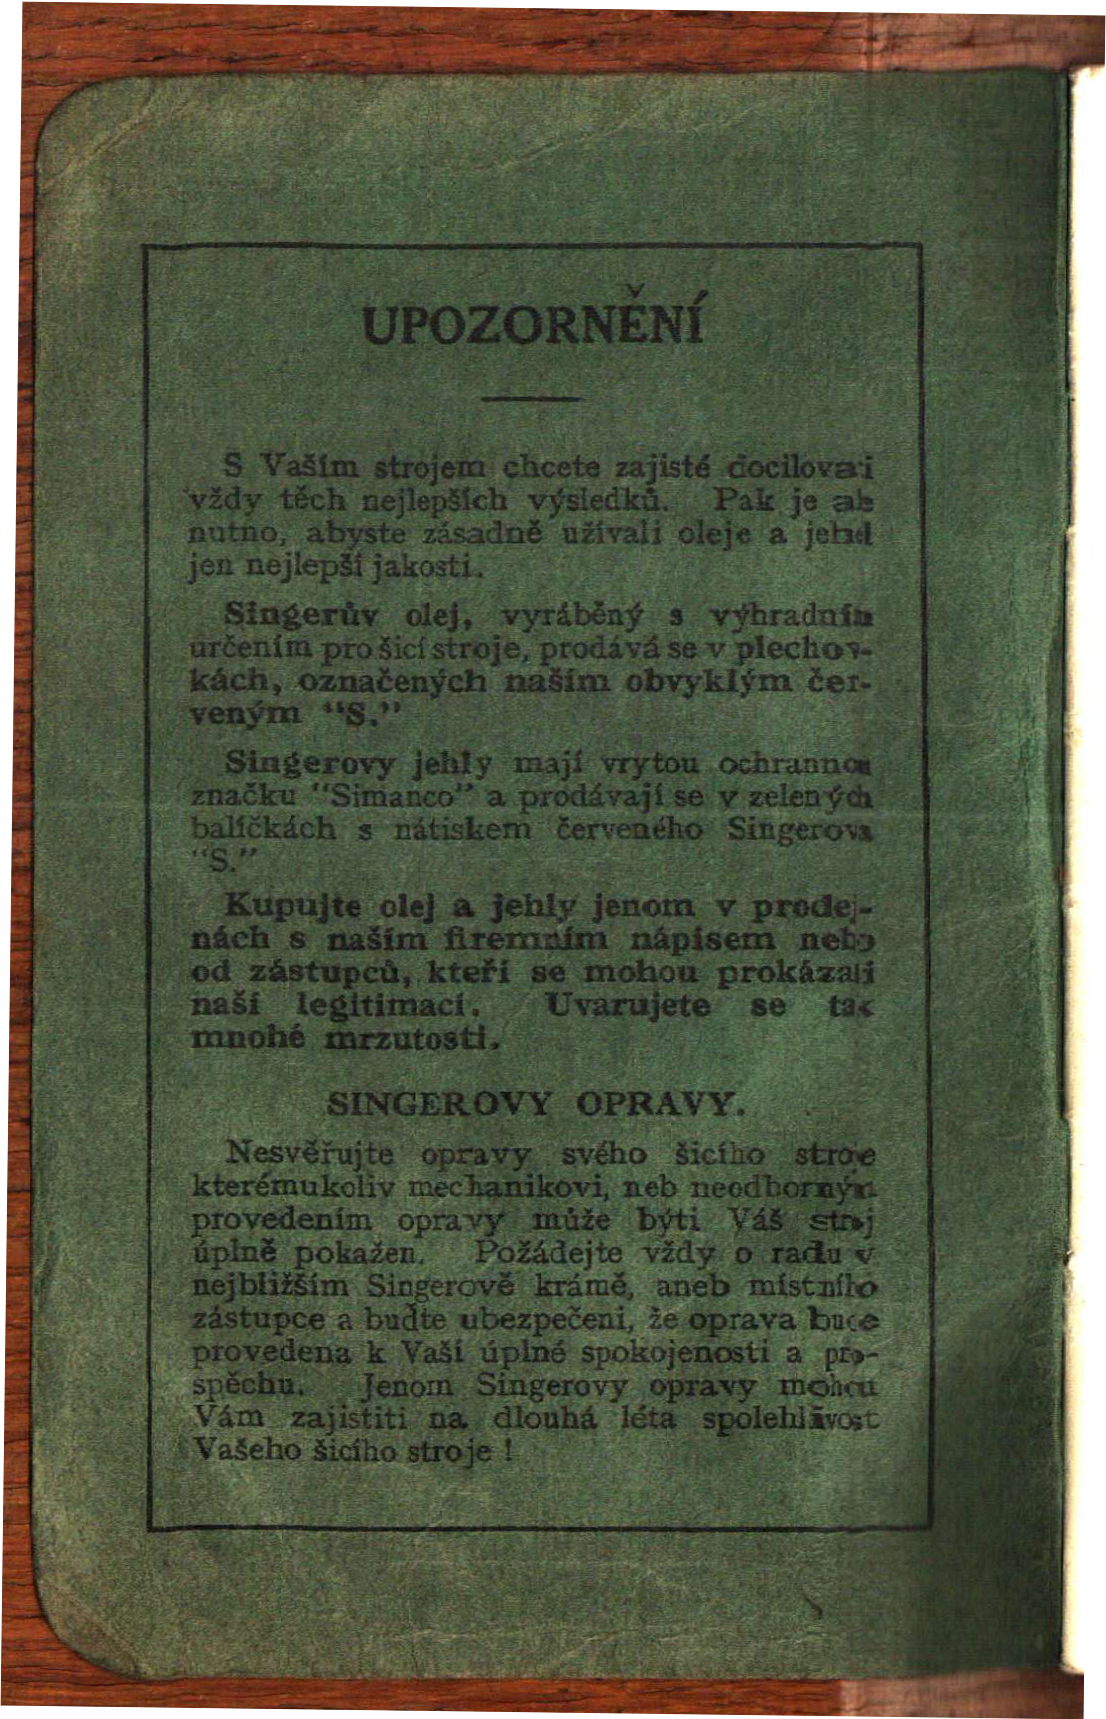 UPOZORNĚNÍ
S Vaším strojem chcete zajisté docilovati
vždy těch nejlepších výsledků. Pak je ale
nutno, abyste zásadně užívali oleje a jehel
jen nejlepší jakosti.
Singerův olej, vyráběný s výhradním
určením pro šicí stroje, prodává se v plechov-
kách, označených naším obvyklým čer-
veným “S.”
Singerovy jehly mají vrytou ochrannou
značku “Simanco” a prodávají se v zelených
balíčkách s nátiskem červeného Singerova
“S.”
Kupujte olej a jehly jenom v prodej-
nách s naším firemním nápisem nebo
od zástupců, kteří se mohou prokázati
naší legitimací. Uvarujete se tak
mnohé mrzutosti.
SINGEROVY OPRAVY.
Nesvěřujte opravy svého šicího stroje
kterémukoliv mechanikovi, neb neodborným
provedením opravy může býti Váš stroj
úplně pokažen. Požádejte vždy o radu v
nejbližším Singerově krámě, aneb místního
zástupce a buďte ubezpečeni, že oprava bude
provedena k Vaší úplné spokojenosti a pro-
spěchu. Jenom Singerovy opravy mohou
Vám zajistiti na dlouhá léta spolehlivost
Vašeho šicího stroje !